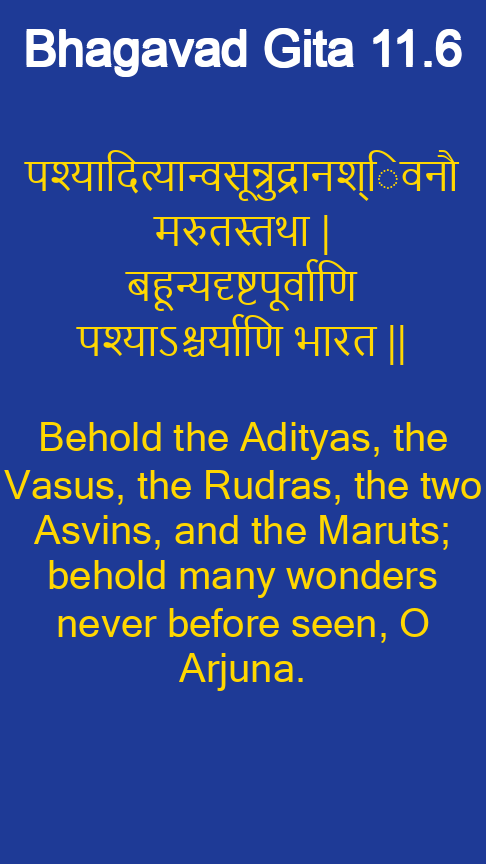 Bhagavad Gita 11.6
पश्यादित्यान्वसून्रुद्रानश्िवनौ
मरुतस्तथा |
बहून्यदृष्टपूर्वाणि
पश्याऽश्चर्याणि भारत ||
Behold the Adityas, the
Vasus, the Rudras, the two
Asvins, and the Maruts;
behold many wonders
never before seen, O
Arjuna.